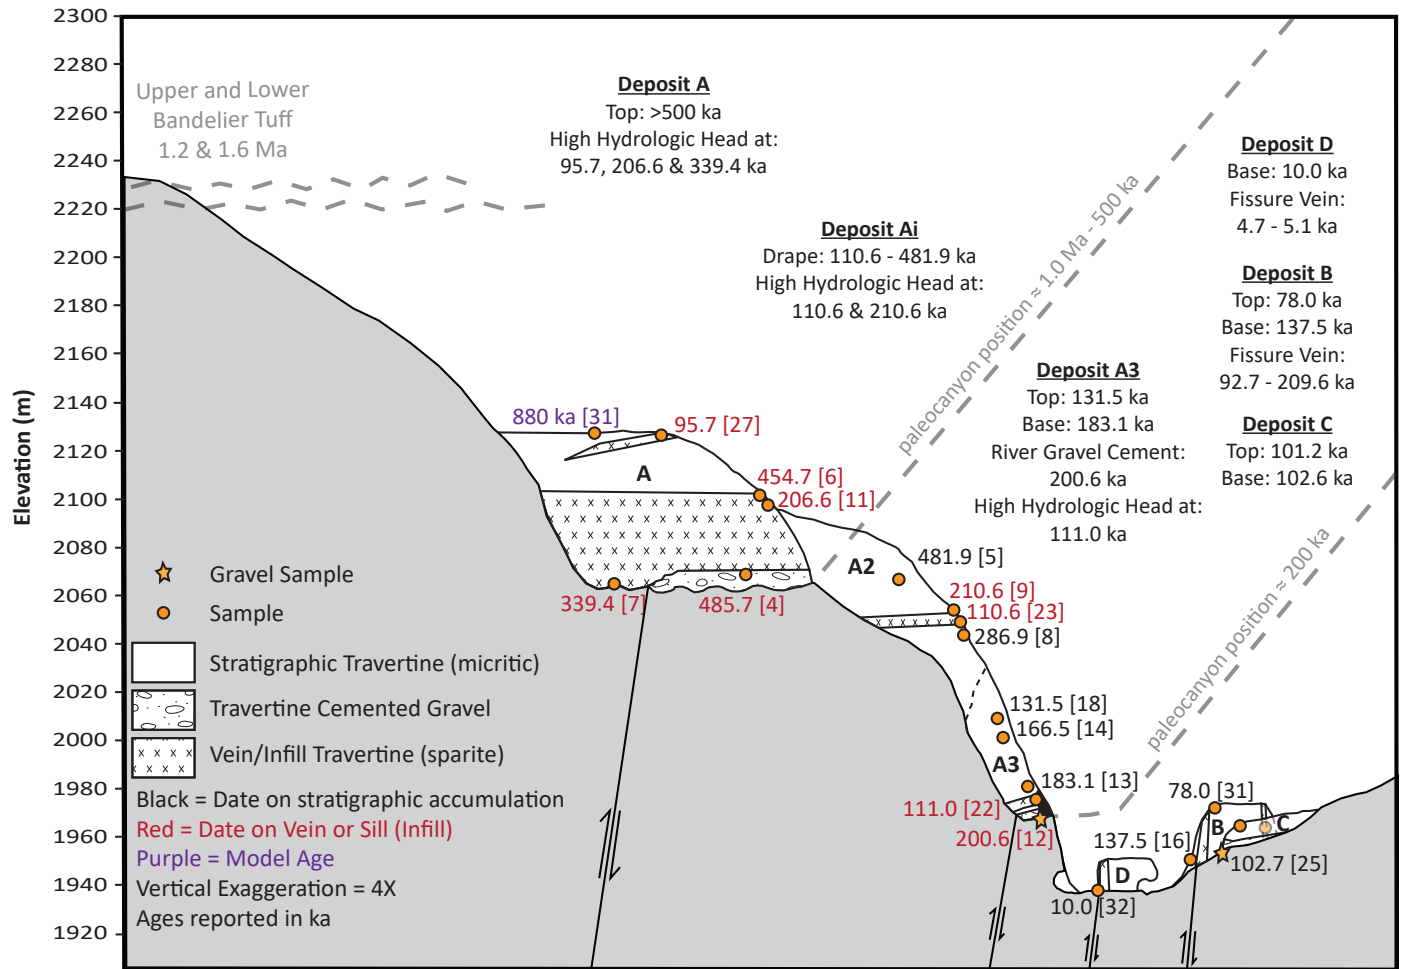 2300
2280
2260
2240
2220
2200
2180
2160
2140
2120
2100
2080
2060
2040
2020
2000
1980
1960
1940
1920
Elevation (m)
Upper and Lower
Bandelier Tuff
1.2 & 1.6 Ma
Deposit A
Top: >500 ka
High Hydrologic Head at:
95.7, 206.6 & 339.4 ka
Deposit Ai
Drape: 110.6 - 481.9 ka
High Hydrologic Head at:
110.6 & 210.6 ka
paleocanyon position ≈ 1.0 Ma - 500 ka
Deposit A3
Top: 131.5 ka
Base: 183.1 ka
River Gravel Cement:
200.6 ka
High Hydrologic Head at:
111.0 ka
Deposit D
Base: 10.0 ka
Fissure Vein:
4.7 - 5.1 ka
Deposit B
Top: 78.0 ka
Base: 137.5 ka
Fissure Vein:
92.7 - 209.6 ka
Deposit C
Top: 101.2 ka
Base: 102.6 ka
paleocanyon position ≈ 200 ka
880 ka [31]
95.7 [27]
A
454.7 [6]
206.6 [11]
339.4 [7]
485.7 [4]
A2
481.9 [5]
210.6 [9]
110.6 [23]
286.9 [8]
131.5 [18]
166.5 [14]
A3
183.1 [13]
111.0 [22]
200.6 [12]
78.0 [31]
B
C
137.5 [16]
102.7 [25]
D
10.0 [32]
Gravel Sample
Sample
Stratigraphic Travertine (micritic)
Travertine Cemented Gravel
Vein/Infill Travertine (sparite)
Black = Date on stratigraphic accumulation
Red = Date on Vein or Sill (Infill)
Purple = Model Age
Vertical Exaggeration = 4X
Ages reported in ka